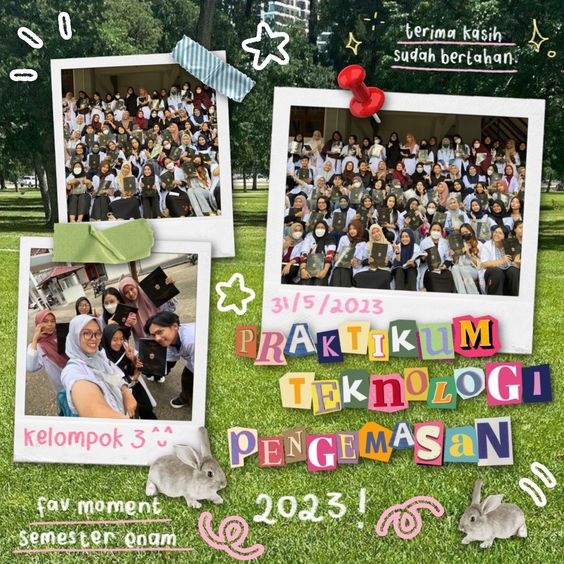 terima kasih
sudah bertahan
31/5/2023
PRAKTIKUM
TEKNOLOGI
PENGEMASAN
kelompok 3
2023!
fav moment
semester enam